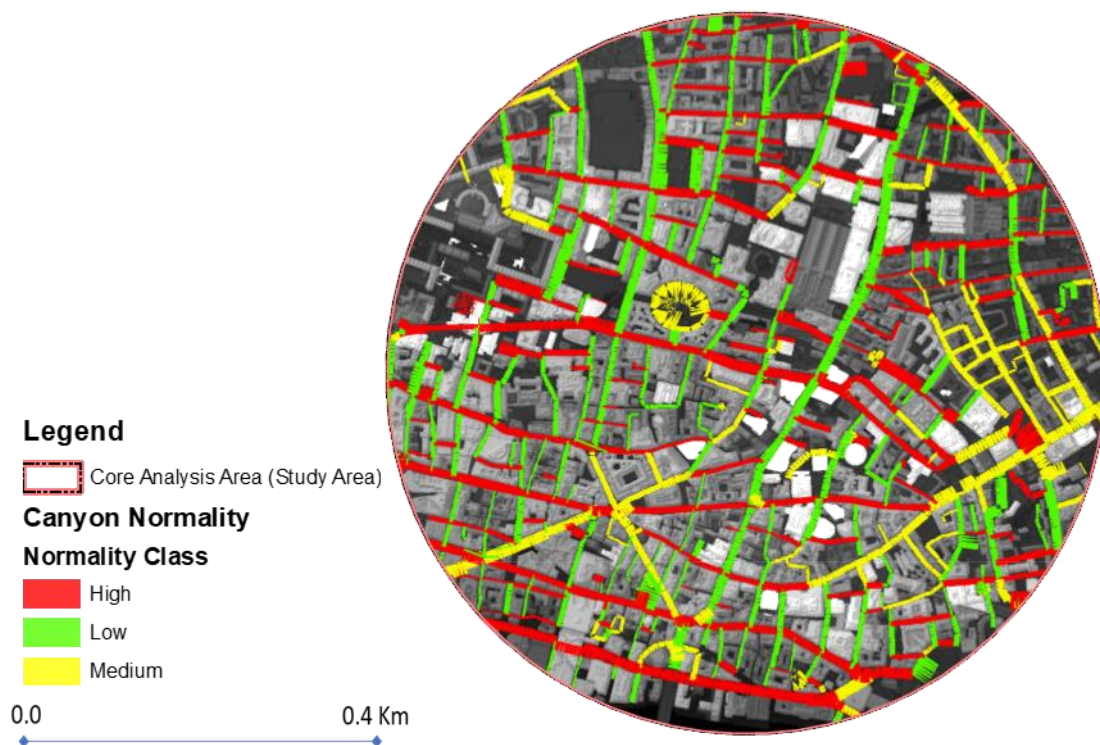 Legend
Core Analysis Area (Study Area)
Canyon Normality
Normality Class
High
Low
Medium
0.0 0.4 Km